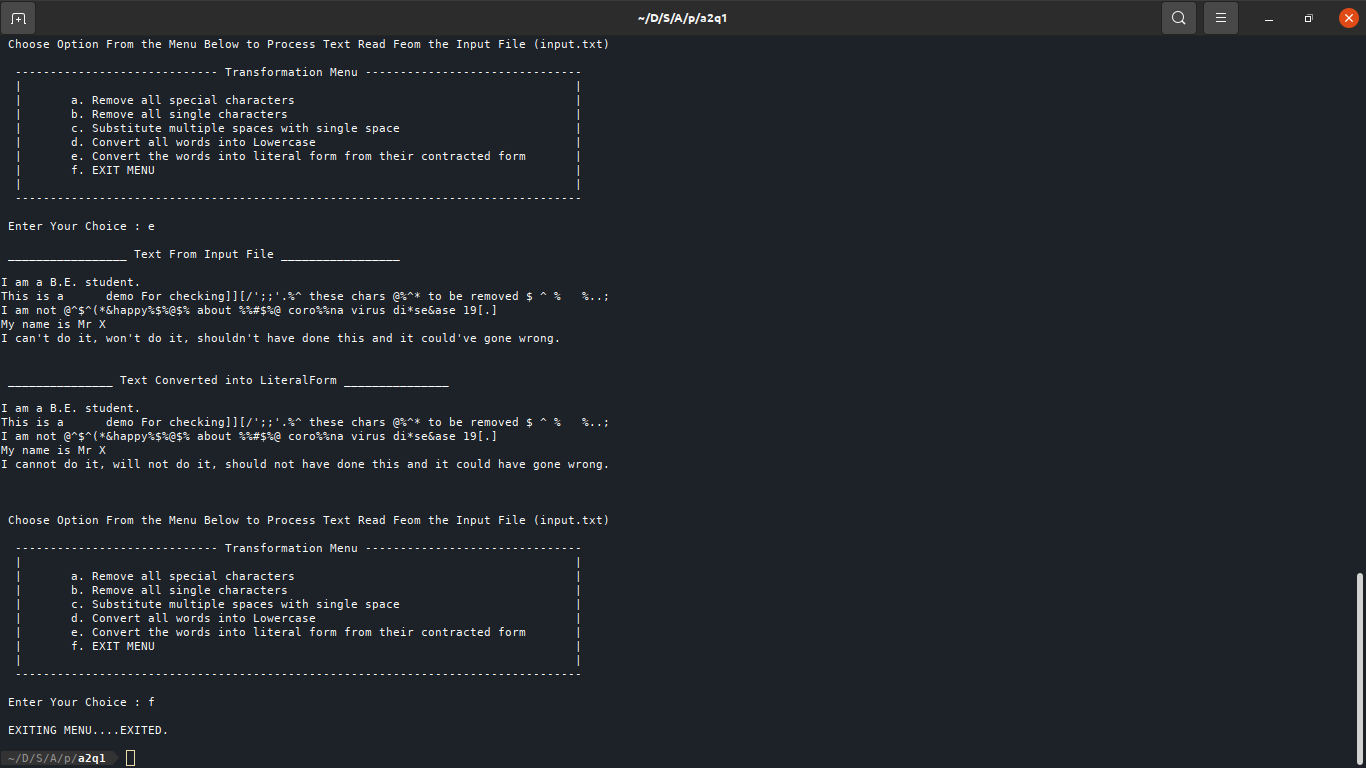 ~/D/S/A/p/a2q1
Choose Option From the Menu Below to Process Text Read Feom the Input File (input.txt)
----------------------------- Transformation Menu -------------------------------
|                                                                               |
|       a. Remove all special characters                                        |
|       b. Remove all single characters                                         |
|       c. Substitute multiple spaces with single space                         |
|       d. Convert all words into Lowercase                                     |
|       e. Convert the words into literal form from their contracted form       |
|       f. EXIT MENU                                                            |
|                                                                               |
---------------------------------------------------------------------------------
Enter Your Choice : e
_________________ Text From Input File _________________
I am a B.E. student.
This is a      demo For checking]][/';;'.%^ these chars @%^* to be removed $ ^ %   %..;
I am not @^$^(*&happy%$%@$% about %%#$%@ coro%%na virus di*se&ase 19[.]
My name is Mr X
I can't do it, won't do it, shouldn't have done this and it could've gone wrong.
_______________ Text Converted into LiteralForm _______________
I am a B.E. student.
This is a      demo For checking]][/';;'.%^ these chars @%^* to be removed $ ^ %   %..;
I am not @^$^(*&happy%$%@$% about %%#$%@ coro%%na virus di*se&ase 19[.]
My name is Mr X
I cannot do it, will not do it, should not have done this and it could have gone wrong.
Choose Option From the Menu Below to Process Text Read Feom the Input File (input.txt)
----------------------------- Transformation Menu -------------------------------
|                                                                               |
|       a. Remove all special characters                                        |
|       b. Remove all single characters                                         |
|       c. Substitute multiple spaces with single space                         |
|       d. Convert all words into Lowercase                                     |
|       e. Convert the words into literal form from their contracted form       |
|       f. EXIT MENU                                                            |
|                                                                               |
---------------------------------------------------------------------------------
Enter Your Choice : f
EXITING MENU....EXITED.
~/D/S/A/p/a2q1